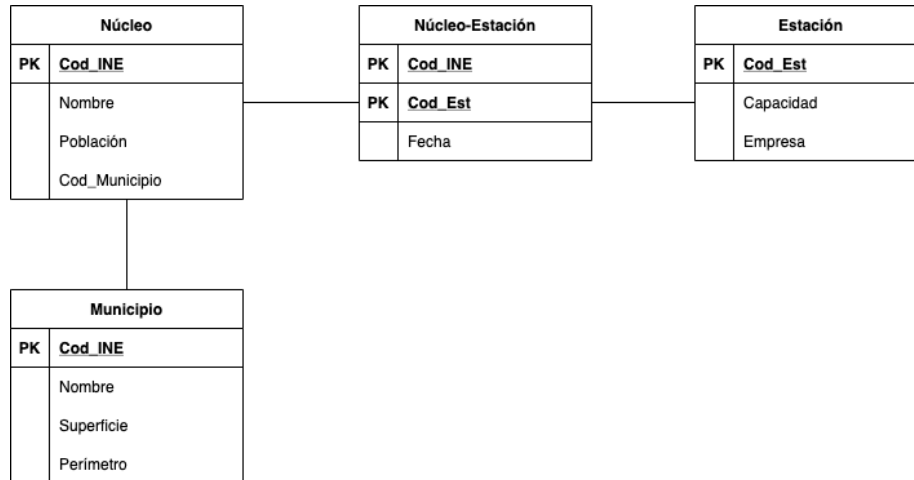 Núcleo
PK Cod_INE
Nombre
Población
Cod_Municipio
Núcleo-Estación
PK Cod_INE
PK Cod_Est
Fecha
Estación
PK Cod_Est
Capacidad
Empresa
Municipio
PK Cod_INE
Nombre
Superficie
Perímetro